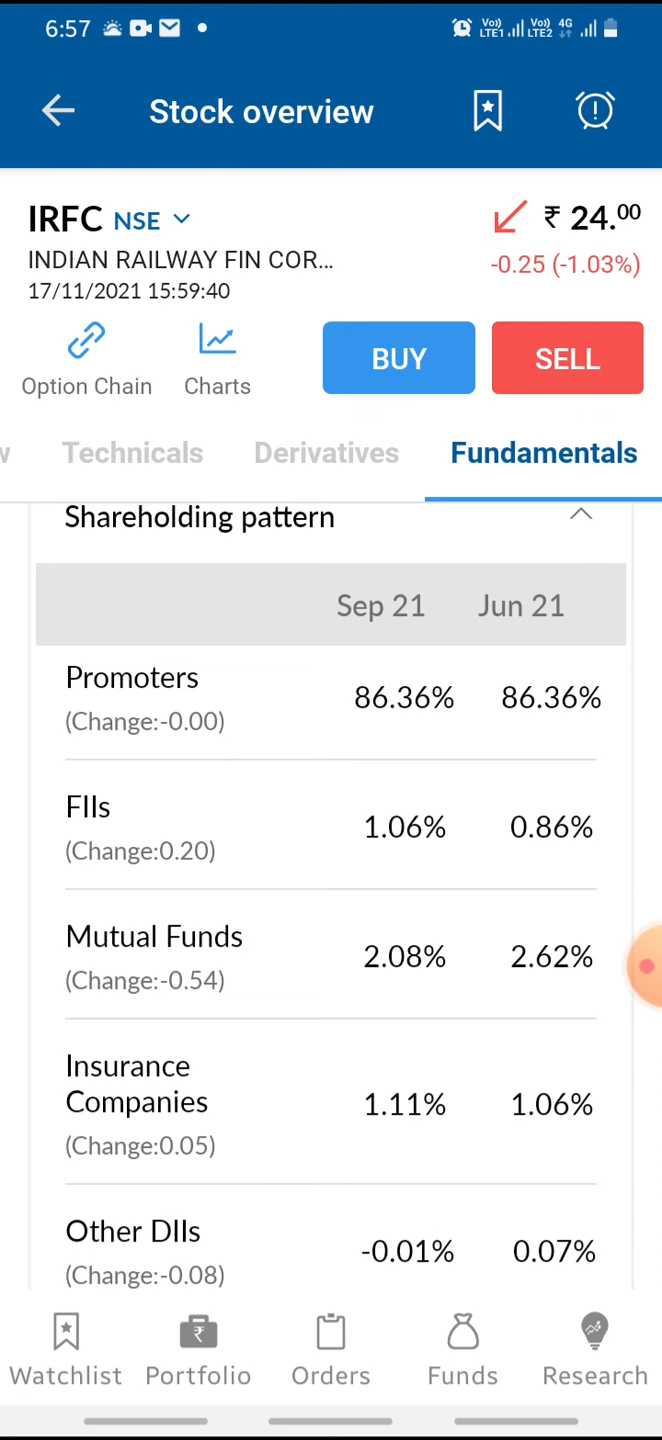 6:57 Vo)) LTE1 Vo)) LTE2 4G
Stock overview
IRFC NSE ₹ 24.00
INDIAN RAILWAY FIN COR... -0.25 (-1.03%)
17/11/2021 15:59:40
Option Chain Charts BUY SELL
w Technicals Derivatives Fundamentals
Shareholding pattern
Sep 21 Jun 21
Promoters 86.36% 86.36%
(Change:-0.00)
FIIs 1.06% 0.86%
(Change:0.20)
Mutual Funds 2.08% 2.62%
(Change:-0.54)
Insurance
Companies 1.11% 1.06%
(Change:0.05)
Other DIIs -0.01% 0.07%
(Change:-0.08)
Watchlist Portfolio Orders Funds Research